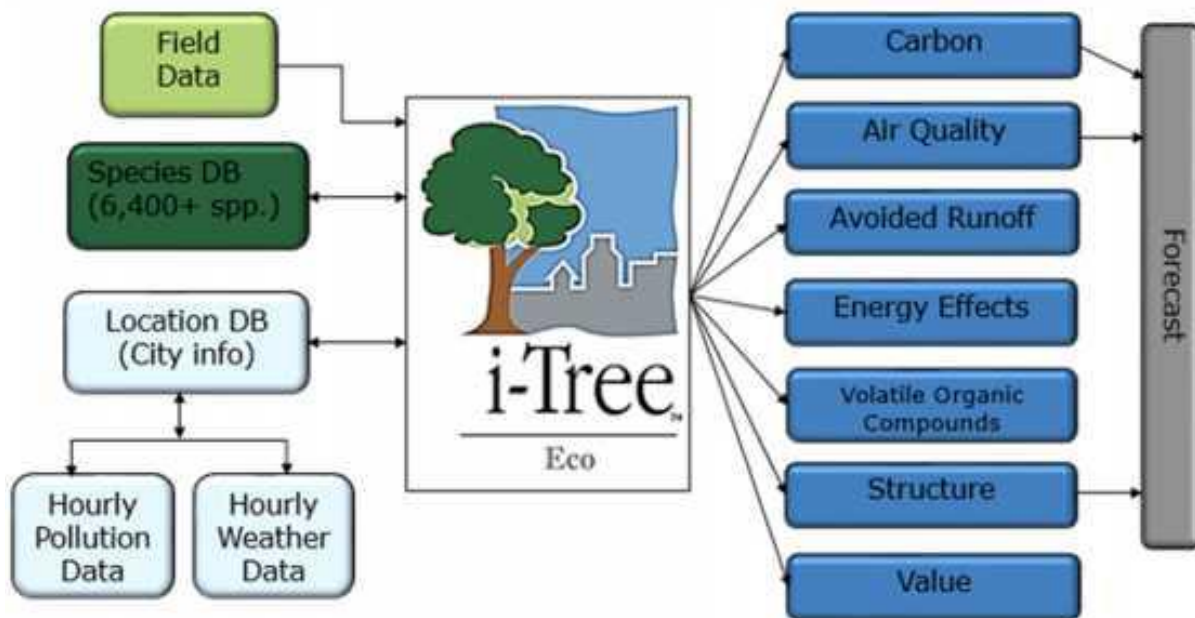 Field
Data
Species DB
(6,400+ spp.)
Location DB
(City info)
Hourly
Pollution
Data
Hourly
Weather
Data
i-Tree
Eco
Carbon
Air Quality
Avoided Runoff
Energy Effects
Volatile Organic
Compounds
Structure
Value
Forecast